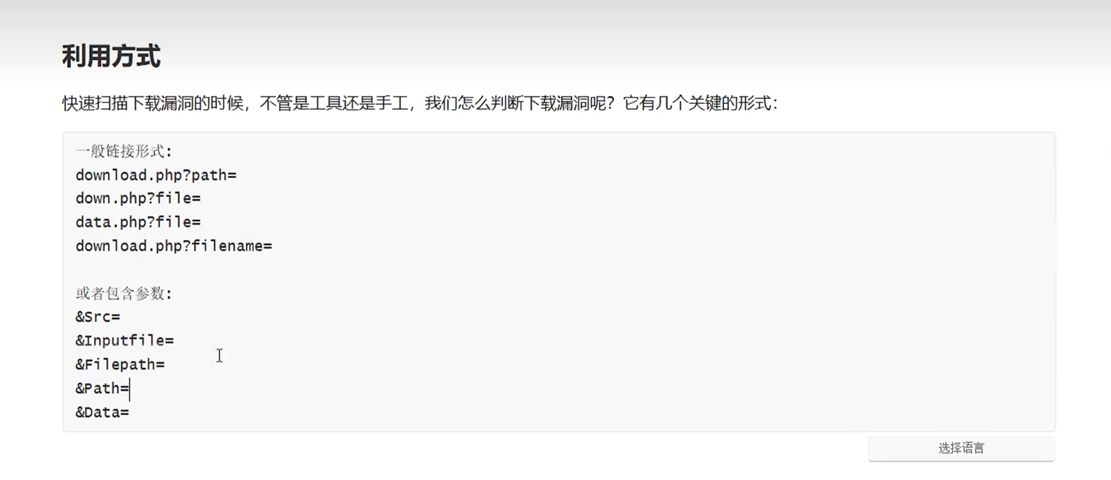 利用方式
快速扫描下载漏洞的时候，不管是工具还是手工，我们怎么判断下载漏洞呢？它有几个关键的形式：
一般链接形式:
download.php?path=
down.php?file=
data.php?file=
download.php?filename=
或者包含参数:
&Src=
&Inputfile=
&Filepath=
&Path=
&Data=
选择语言